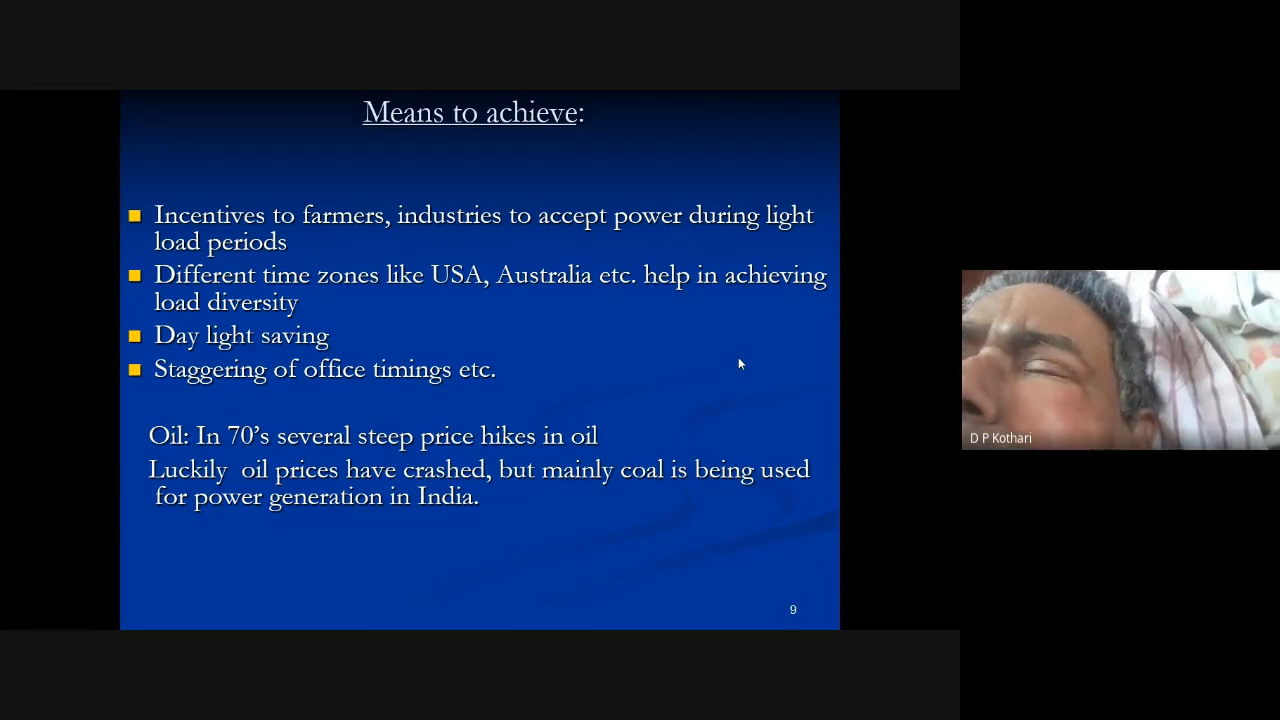 Means to achieve:
Incentives to farmers, industries to accept power during light
load periods
Different time zones like USA, Australia etc. help in achieving
load diversity
Day light saving
Staggering of office timings etc.
Oil: In 70’s several steep price hikes in oil
Luckily oil prices have crashed, but mainly coal is being used
for power generation in India.
9
D P Kothari